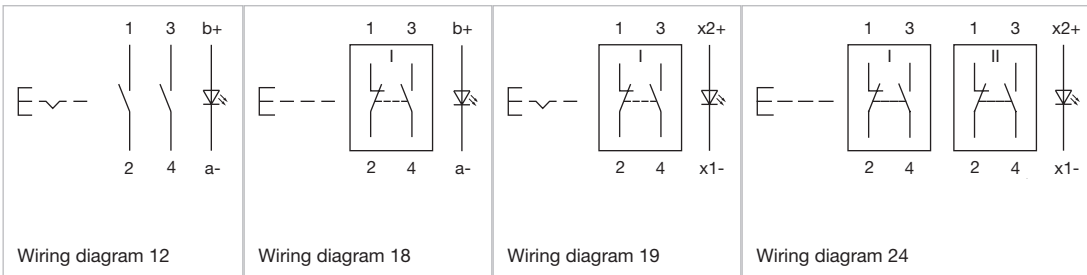 1 3 b+
2 4 a-
Wiring diagram 12
1 3 b+
I
2 4 a-
Wiring diagram 18
1 3 x2+
I
2 4 x1-
Wiring diagram 19
1 3 1 3 x2+
I II
2 4 2 4 x1-
Wiring diagram 24